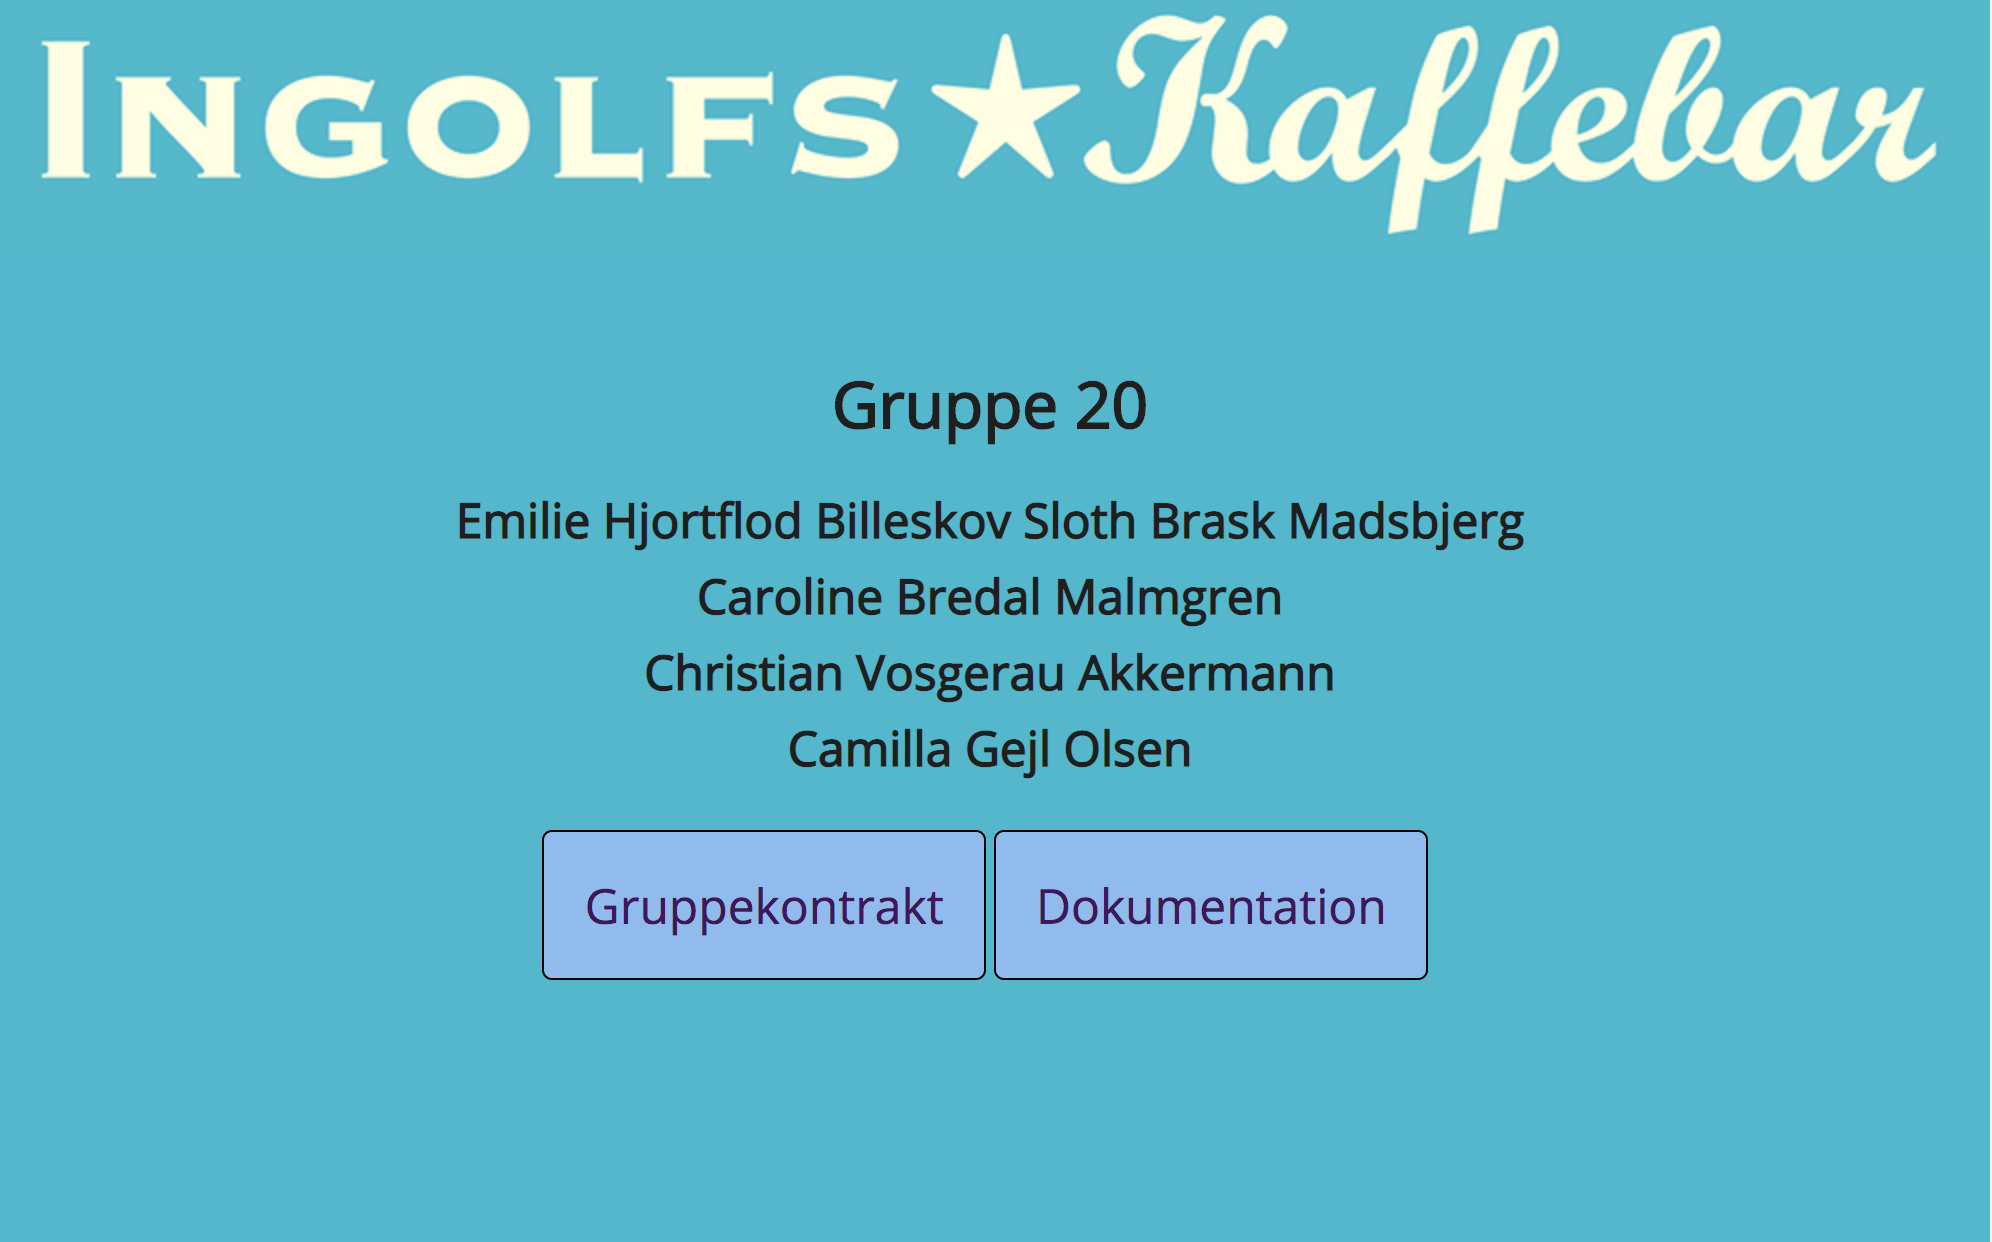 INGOLFS★Kaffebar
Gruppe 20
Emilie Hjortflod Billeskov Sloth Brask Madsbjerg
Caroline Bredal Malmgren
Christian Vosgerau Akkermann
Camilla Gejl Olsen
Gruppekontrakt Dokumentation